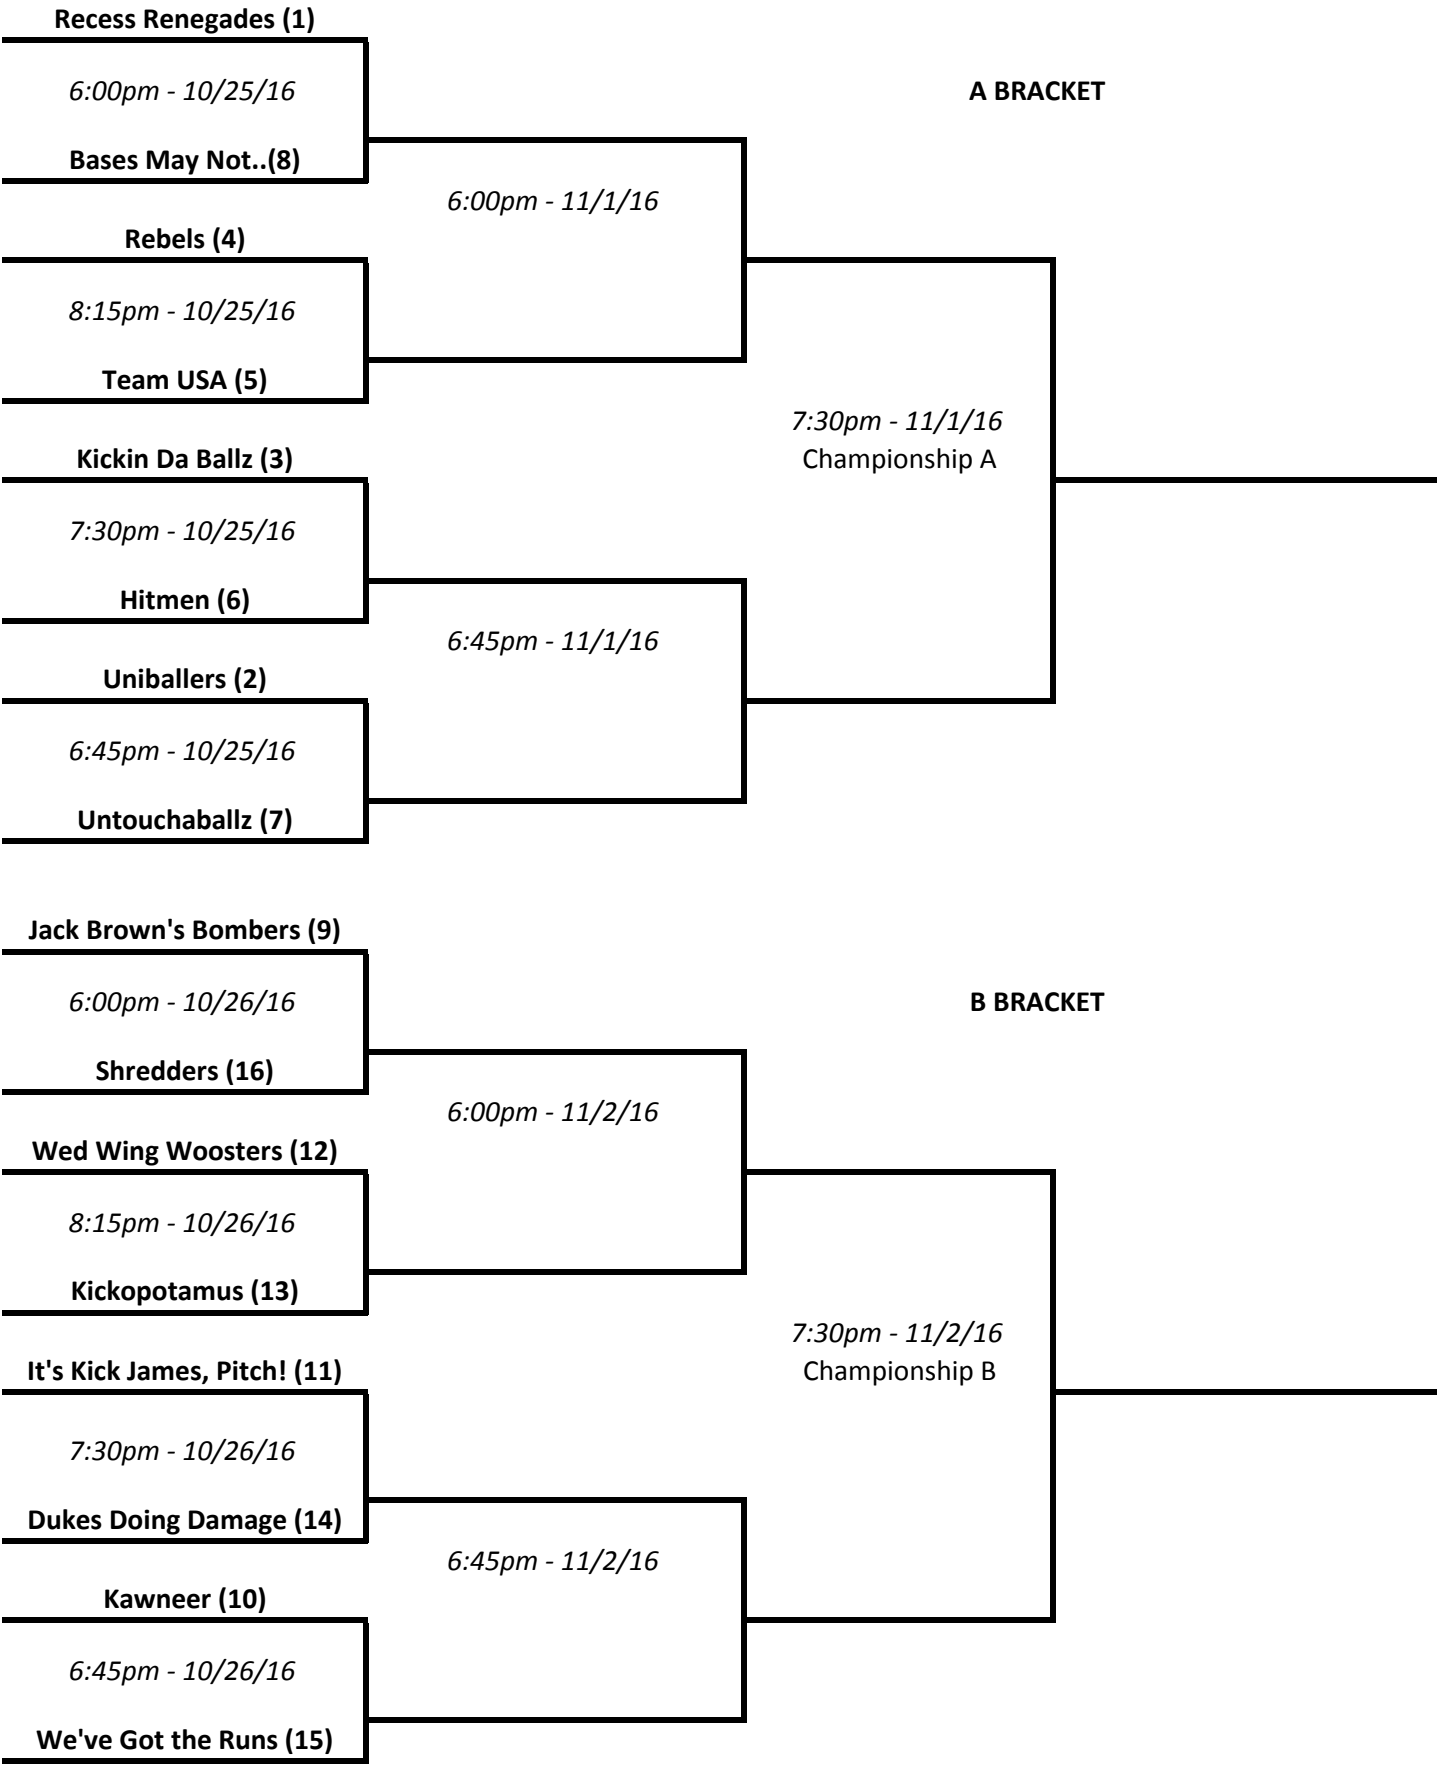 Recess Renegades (1)
6:00pm - 10/25/16
A BRACKET
Bases May Not..(8)
6:00pm - 11/1/16
Rebels (4)
8:15pm - 10/25/16
Team USA (5)
7:30pm - 11/1/16
Championship A
Kickin Da Ballz (3)
7:30pm - 10/25/16
Hitmen (6)
6:45pm - 11/1/16
Uniballers (2)
6:45pm - 10/25/16
Untouchaballz (7)
Jack Brown's Bombers (9)
6:00pm - 10/26/16
B BRACKET
Shredders (16)
6:00pm - 11/2/16
Wed Wing Woosters (12)
8:15pm - 10/26/16
Kickopotamus (13)
7:30pm - 11/2/16
Championship B
It's Kick James, Pitch! (11)
7:30pm - 10/26/16
Dukes Doing Damage (14)
6:45pm - 11/2/16
Kawneer (10)
6:45pm - 10/26/16
We've Got the Runs (15)